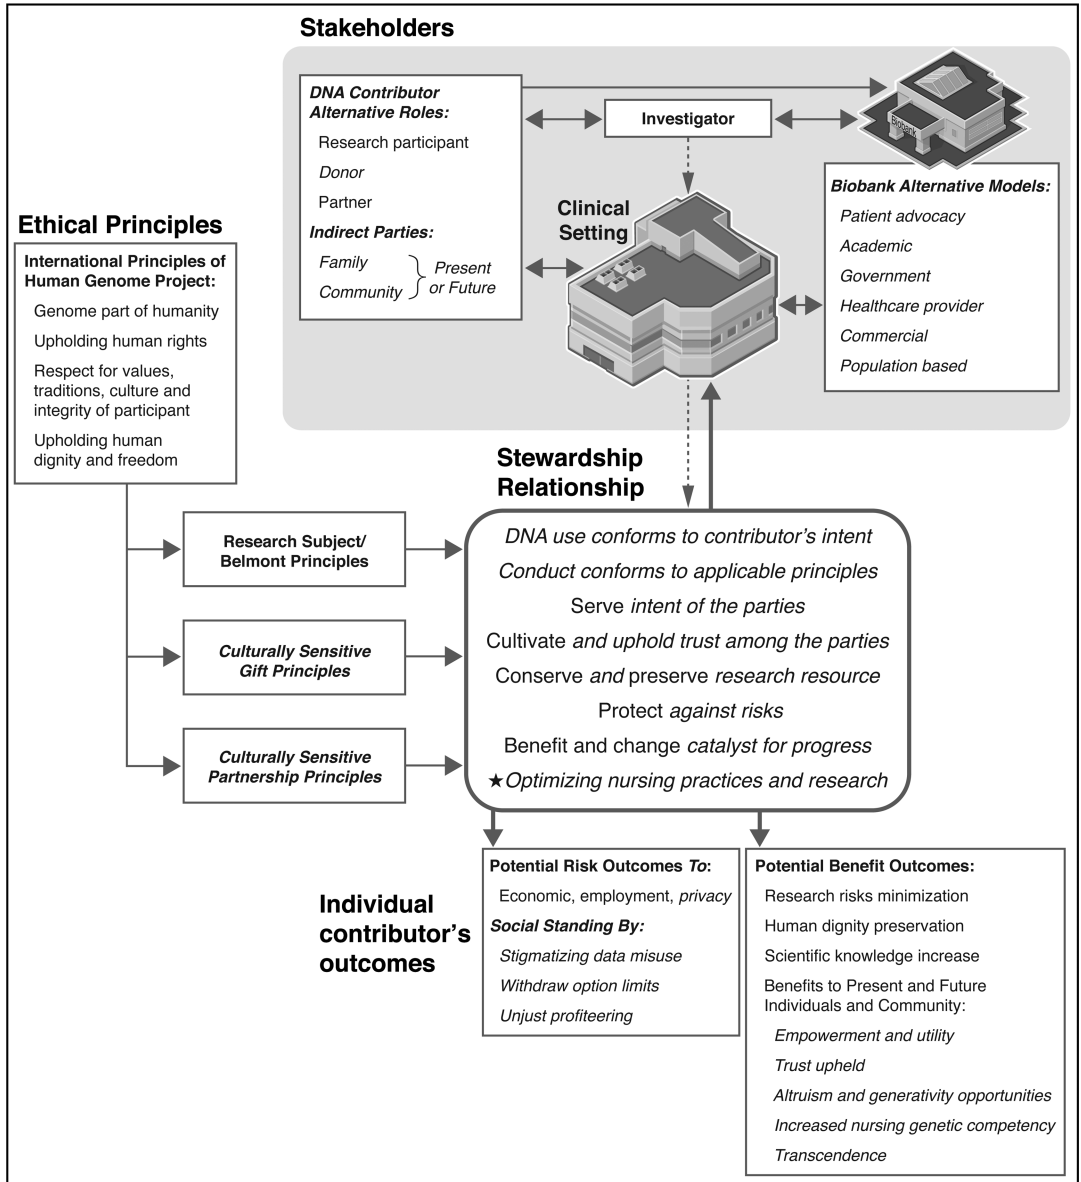 Stakeholders
DNA Contributor
Alternative Roles:
Research participant
Donor
Partner
Indirect Parties:
Family
Community
Present
or Future
Investigator
Biobank
Clinical
Setting
Biobank Alternative Models:
Patient advocacy
Academic
Government
Healthcare provider
Commercial
Population based
Ethical Principles
International Principles of
Human Genome Project:
Genome part of humanity
Upholding human rights
Respect for values,
traditions, culture and
integrity of participant
Upholding human
dignity and freedom
Research Subject/
Belmont Principles
Culturally Sensitive
Gift Principles
Culturally Sensitive
Partnership Principles
Stewardship
Relationship
DNA use conforms to contributor's intent
Conduct conforms to applicable principles
Serve intent of the parties
Cultivate and uphold trust among the parties
Conserve and preserve research resource
Protect against risks
Benefit and change catalyst for progress
★Optimizing nursing practices and research
Individual
contributor's
outcomes
Potential Risk Outcomes To:
Economic, employment, privacy
Social Standing By:
Stigmatizing data misuse
Withdraw option limits
Unjust profiteering
Potential Benefit Outcomes:
Research risks minimization
Human dignity preservation
Scientific knowledge increase
Benefits to Present and Future
Individuals and Community:
Empowerment and utility
Trust upheld
Altruism and generativity opportunities
Increased nursing genetic competency
Transcendence